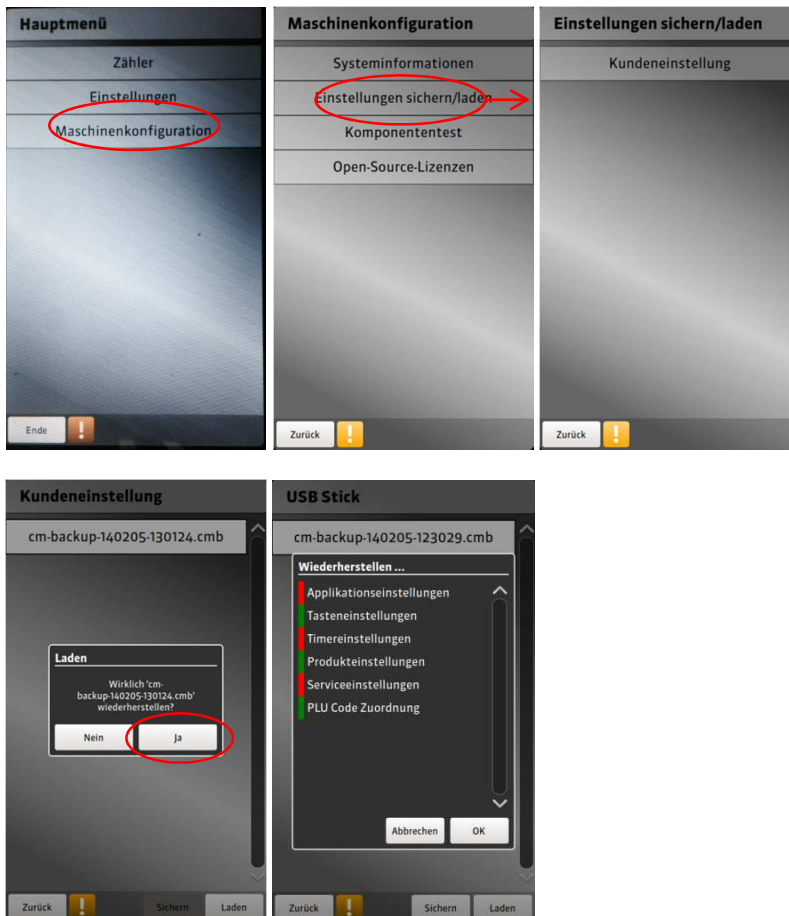 Hauptmenü
Zähler
Einstellungen
Maschinenkonfiguration
Ende
!
Maschinenkonfiguration
Systeminformationen
Einstellungen sichern/laden
Komponententest
Open-Source-Lizenzen
Zurück
!
Einstellungen sichern/laden
Kundeneinstellung
Zurück
!
Kundeneinstellung
cm-backup-140205-130124.cmb
Laden
Wirklich 'cm-
backup-140205-130124.cmb'
wiederherstellen?
Nein
Ja
Zurück
!
Sichern
Laden
USB Stick
cm-backup-140205-123029.cmb
Wiederherstellen ...
Applikationseinstellungen
Tasteneinstellungen
Timereinstellungen
Produkteinstellungen
Serviceeinstellungen
PLU Code Zuordnung
Abbrechen
OK
Zurück
!
Sichern
Laden